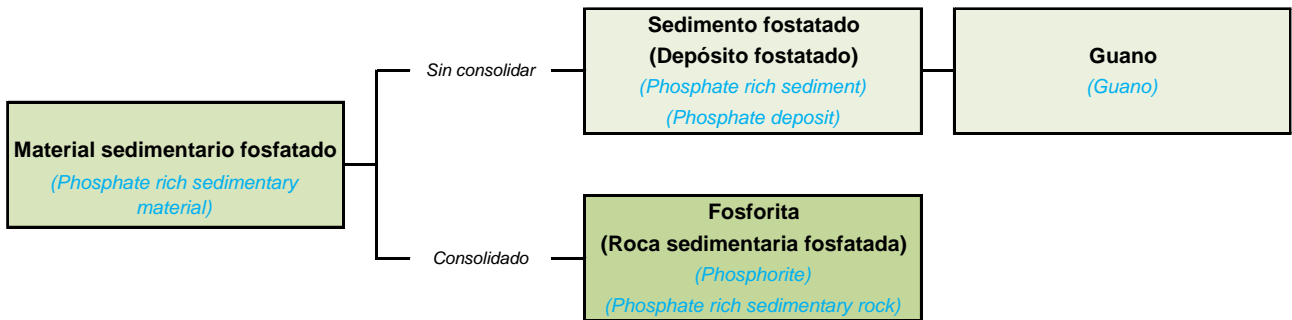 Material sedimentario fosfatado
(Phosphate rich sedimentary
material)
Sin consolidar
Sedimento fostatado
(Depósito fostatado)
(Phosphate rich sediment)
(Phosphate deposit)
Guano
(Guano)
Consolidado
Fosforita
(Roca sedimentaria fosfatada)
(Phosphorite)
(Phosphate rich sedimentary rock)